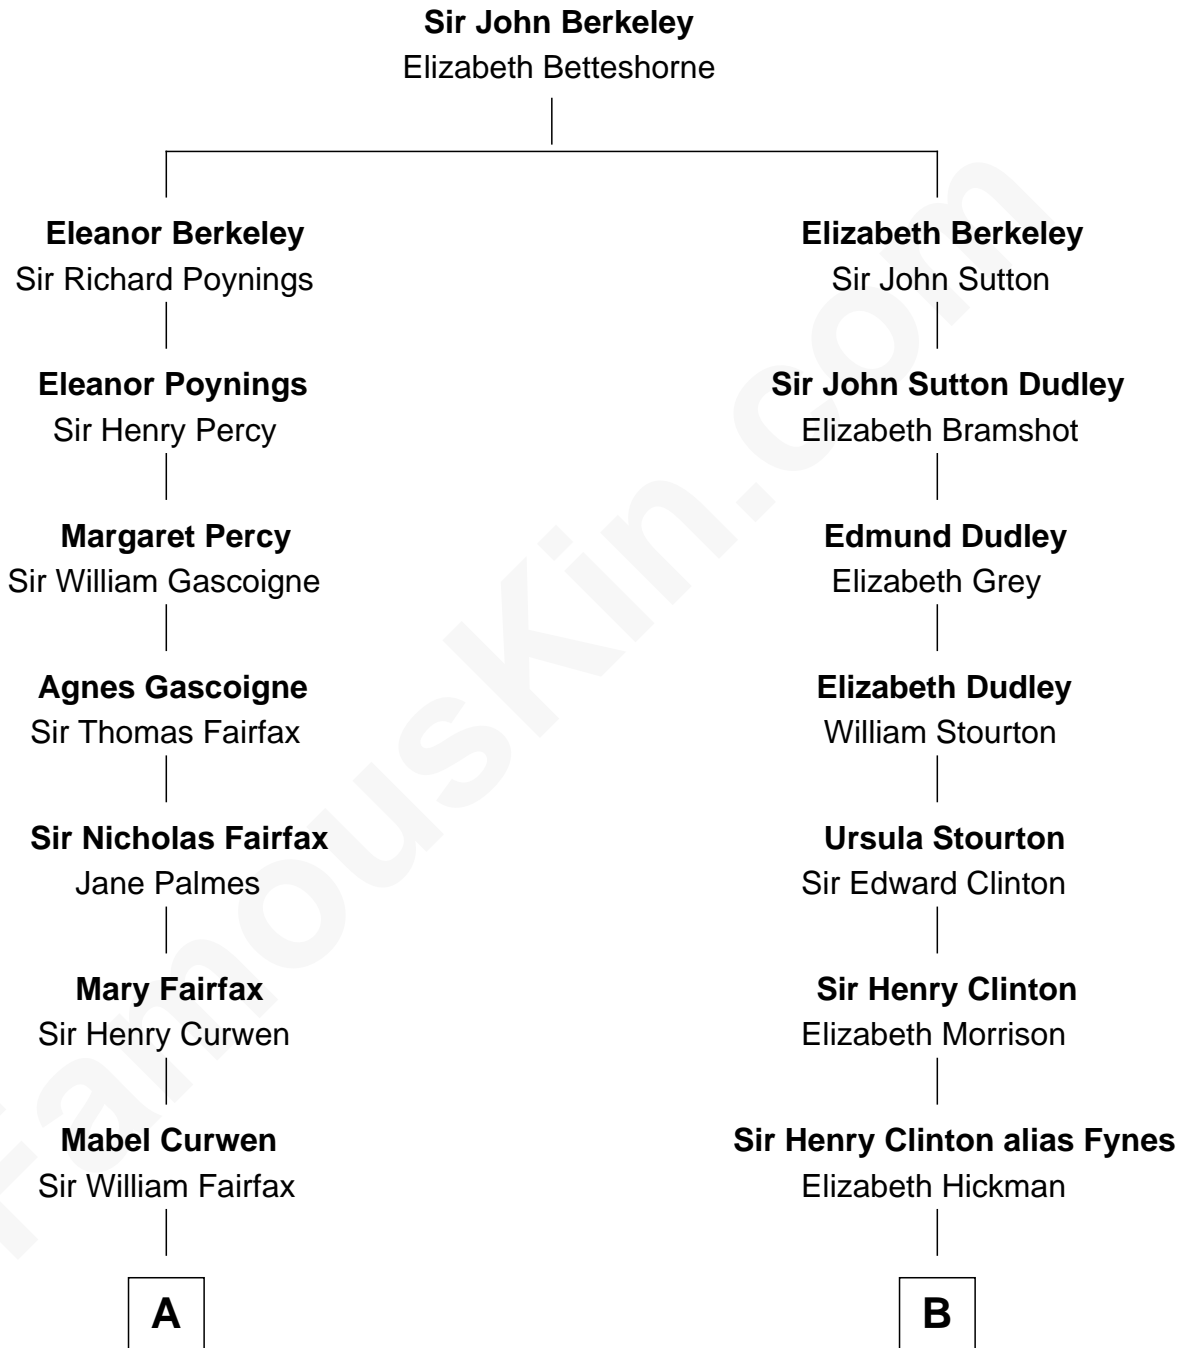 Sir John Berkeley
Elizabeth Betteshorne
Eleanor Berkeley
Sir Richard Poynings
Elizabeth Berkeley
Sir John Sutton
Eleanor Poynings
Sir Henry Percy
Sir John Sutton Dudley
Elizabeth Bramshot
Margaret Percy
Sir William Gascoigne
Edmund Dudley
Elizabeth Grey
Agnes Gascoigne
Sir Thomas Fairfax
Elizabeth Dudley
William Stourton
Sir Nicholas Fairfax
Jane Palmes
Ursula Stourton
Sir Edward Clinton
Mary Fairfax
Sir Henry Curwen
Sir Henry Clinton
Elizabeth Morrison
Mabel Curwen
Sir William Fairfax
Sir Henry Clinton alias Fynes
Elizabeth Hickman
A
B
FamousKin.com